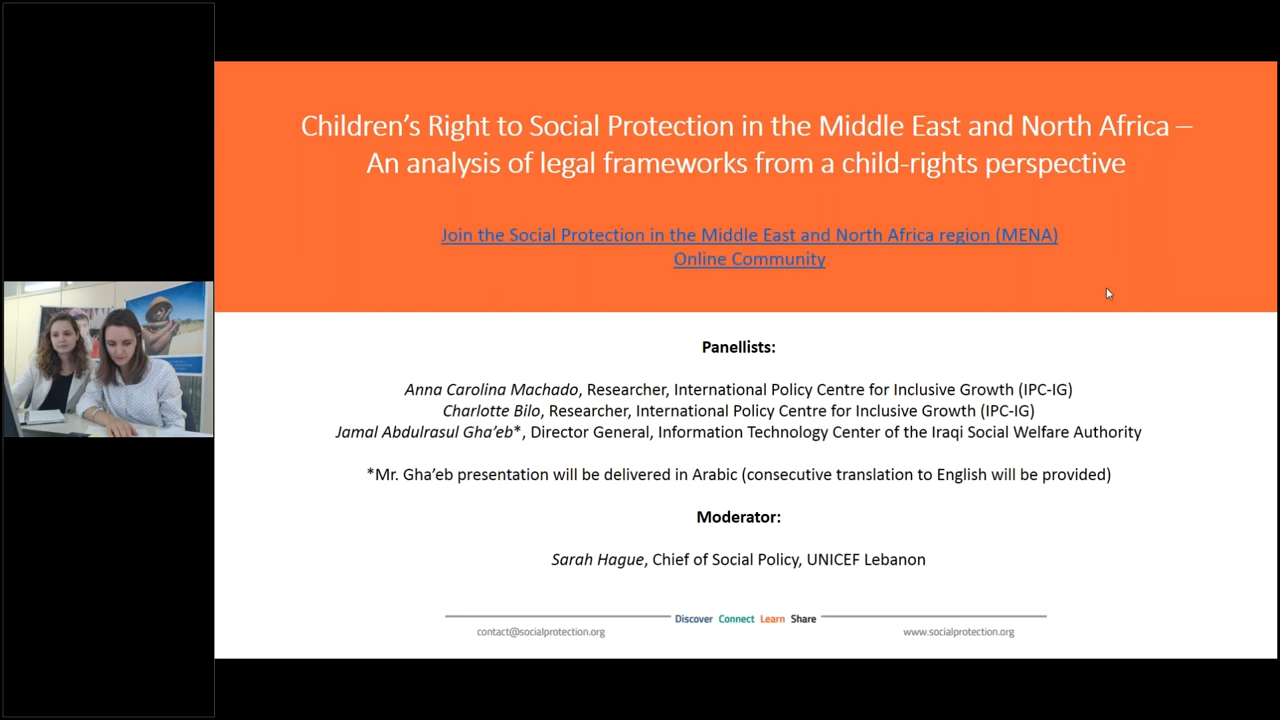 Children's Right to Social Protection in the Middle East and North Africa –
An analysis of legal frameworks from a child-rights perspective
Join the Social Protection in the Middle East and North Africa region (MENA)
Online Community
Panellists:
Anna Carolina Machado, Researcher, International Policy Centre for Inclusive Growth (IPC-IG)
Charlotte Bilo, Researcher, International Policy Centre for Inclusive Growth (IPC-IG)
Jamal Abdulrasul Gha’eb*, Director General, Information Technology Center of the Iraqi Social Welfare Authority
*Mr. Gha’eb presentation will be delivered in Arabic (consecutive translation to English will be provided)
Moderator:
Sarah Hague, Chief of Social Policy, UNICEF Lebanon
Discover Connect Learn Share
contact@socialprotection.org
www.socialprotection.org